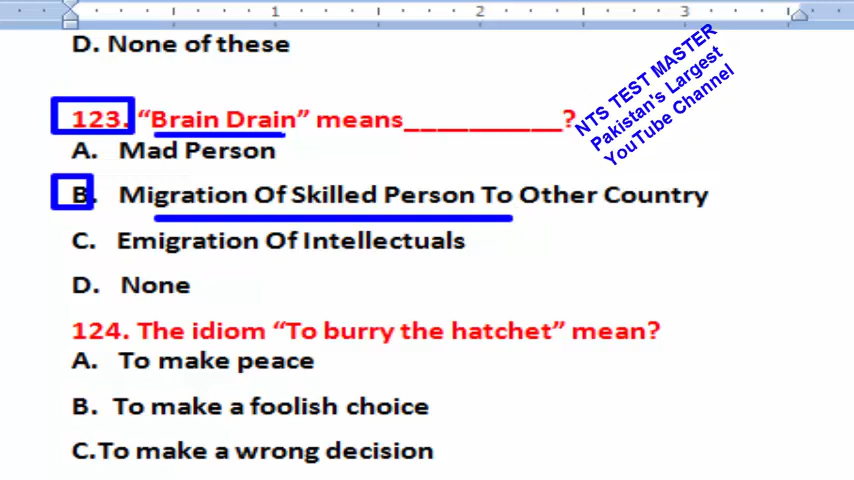 1 2 3
D. None of these
NTS TEST MASTER
Pakistan's Largest
YouTube Channel
123. “Brain Drain” means___________?
A. Mad Person
B. Migration Of Skilled Person To Other Country
C. Emigration Of Intellectuals
D. None
124. The idiom “To burry the hatchet” mean?
A. To make peace
B. To make a foolish choice
C.To make a wrong decision